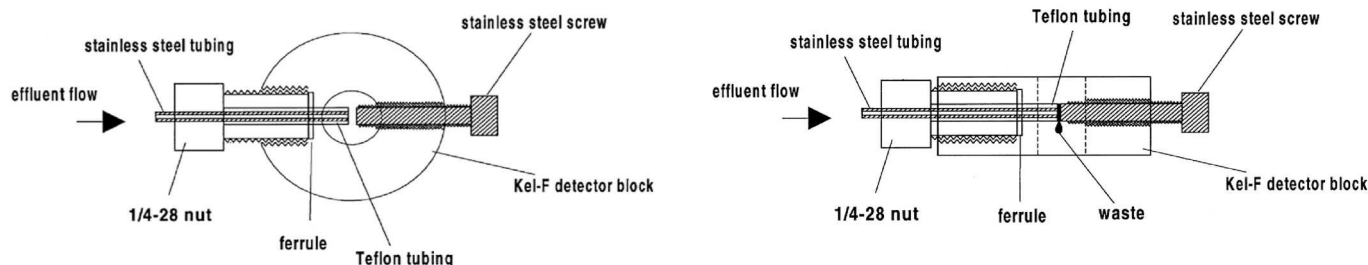 stainless steel screw
stainless steel tubing
effluent flow
Kel-F detector block
1/4-28 nut
ferrule
Teflon tubing
Teflon tubing
stainless steel screw
stainless steel tubing
effluent flow
Kel-F detector block
1/4-28 nut
ferrule
waste